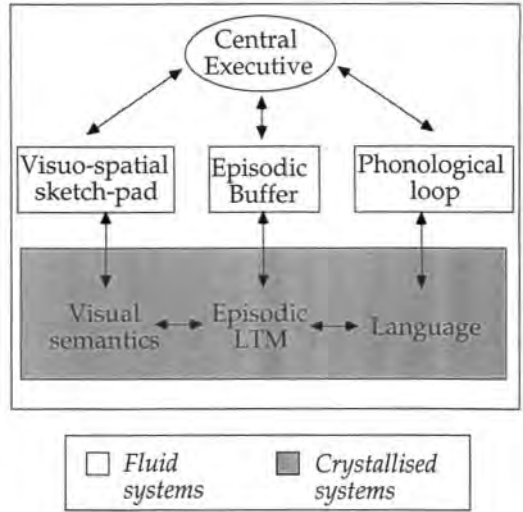 Central
Executive
Visuo-spatial
sketch-pad
Episodic
Buffer
Phonological
loop
Visual
semantics
Episodic
LTM
Language
Fluid
systems
Crystallised
systems